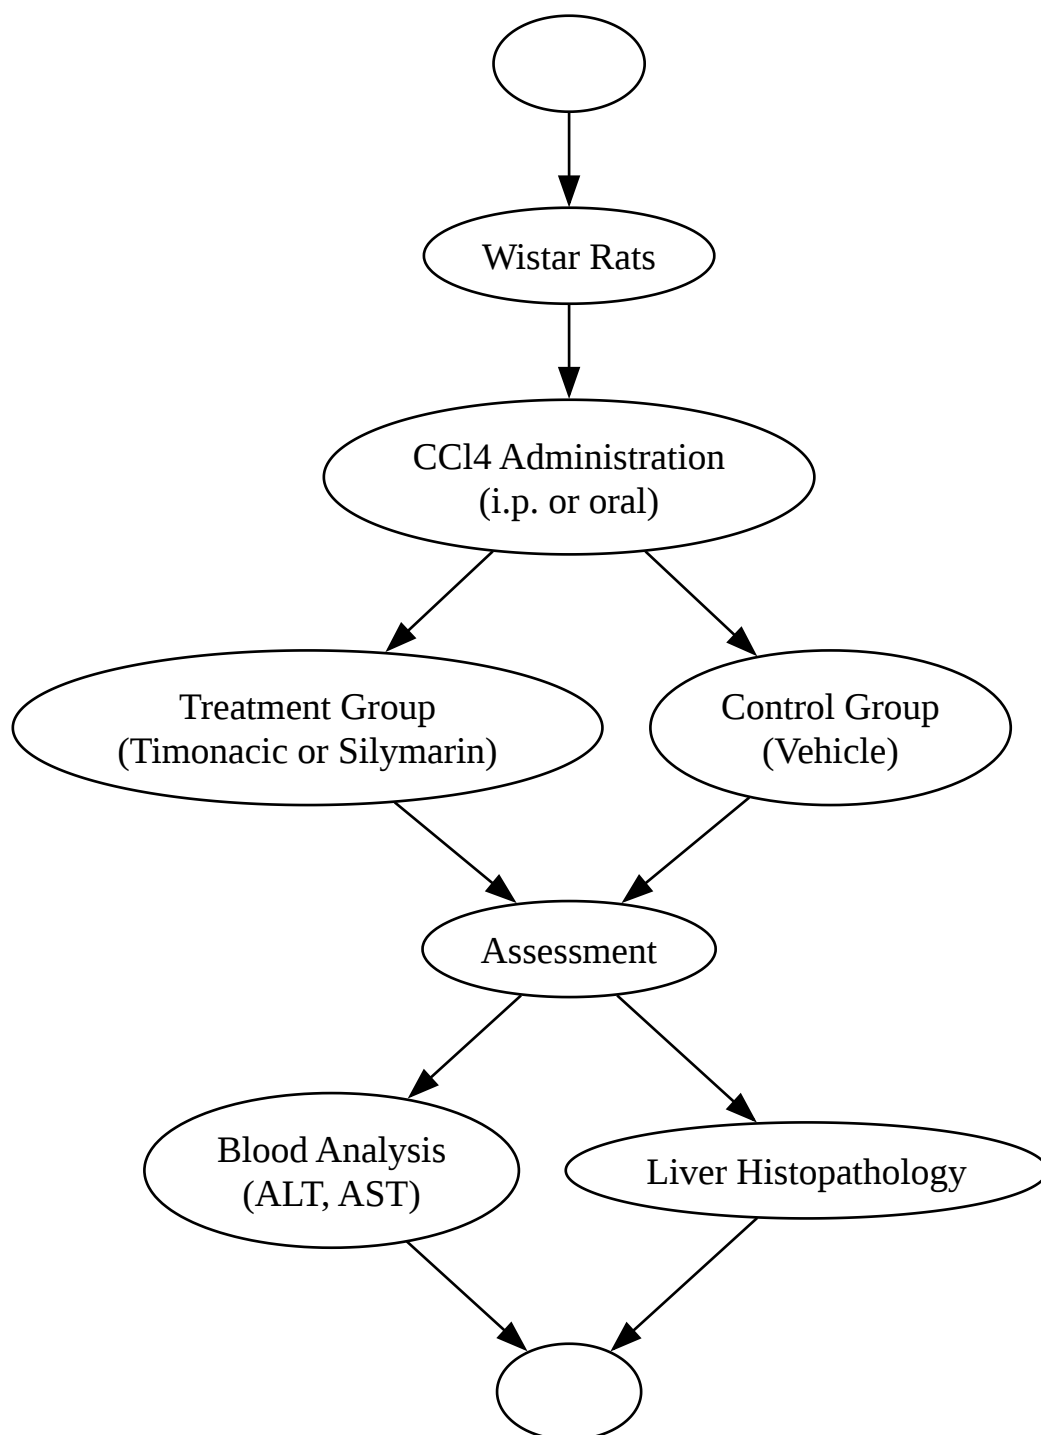 Wistar Rats
CCl4 Administration
(i.p. or oral)
Treatment Group
(Timonacic or Silymarin)
Control Group
(Vehicle)
Assessment
Blood Analysis
(ALT, AST)
Liver Histopathology